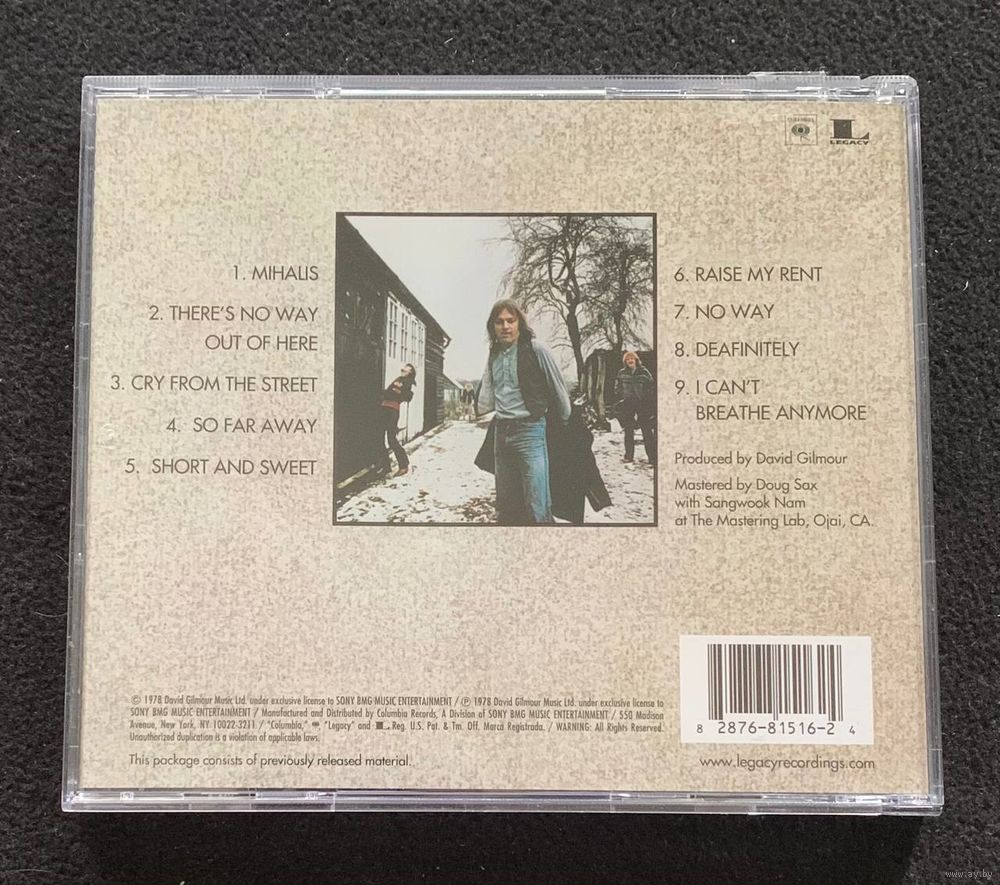 COLUMBIA
LEGACY
1. MIHALIS
2. THERE'S NO WAY
OUT OF HERE
3. CRY FROM THE STREET
4. SO FAR AWAY
5. SHORT AND SWEET
6. RAISE MY RENT
7. NO WAY
8. DEAFINITELY
9. I CAN'T
BREATHE ANYMORE
Produced by David Gilmour
Mastered by Doug Sax
with Sangwook Nam
at The Mastering Lab, Ojai, CA.
© 1978 David Gilmour Music Ltd. under exclusive license to SONY BMG MUSIC ENTERTAINMENT / ℗ 1978 David Gilmour Music Ltd. under exclusive license to
SONY BMG MUSIC ENTERTAINMENT / Manufactured and Distributed by Columbia Records, A Division of SONY BMG MUSIC ENTERTAINMENT / 550 Madison
Avenue, New York, NY 10022-3211 / "Columbia," "Legacy" and L Reg. U.S. Pat. & Tm. Off. Marca Registrada. / WARNING: All Rights Reserved.
Unauthorized duplication is a violation of applicable laws.
This package consists of previously released material.
8 2876-81516-2 4
www.legacyrecordings.com
www.ay.by